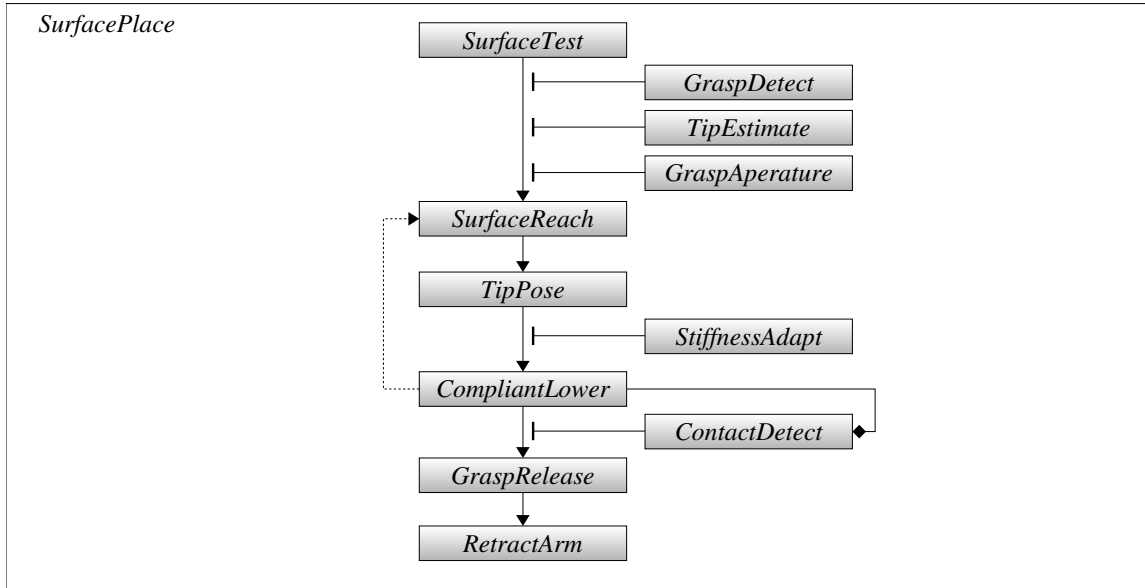 SurfacePlace
SurfaceTest
GraspDetect
TipEstimate
GraspAperature
SurfaceReach
TipPose
StiffnessAdapt
CompliantLower
ContactDetect
GraspRelease
RetractArm